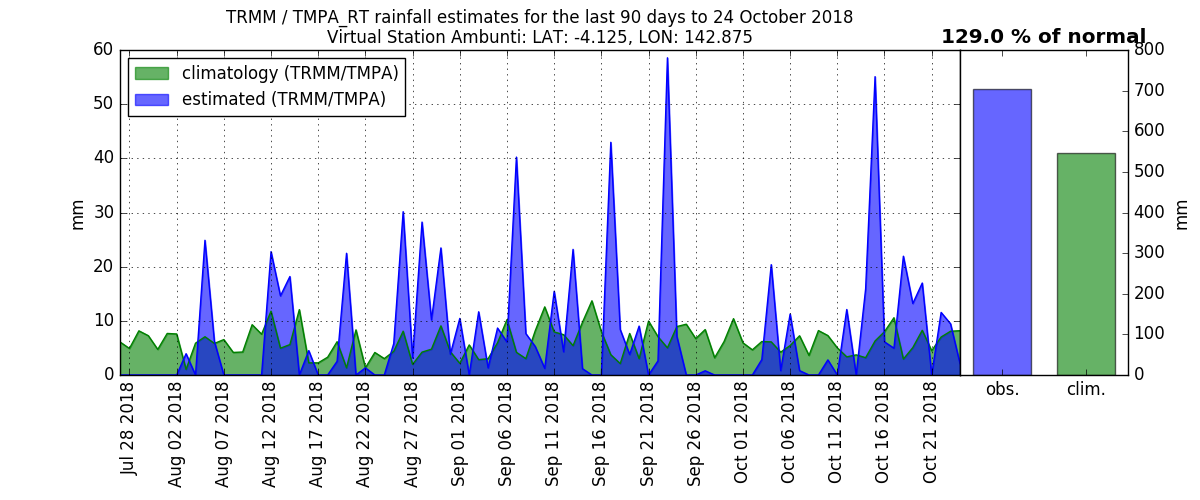 TRMM / TMPA_RT rainfall estimates for the last 90 days to 24 October 2018
Virtual Station Ambunti: LAT: -4.125, LON: 142.875
129.0 % of normal
climatology (TRMM/TMPA)
estimated (TRMM/TMPA)
60
50
40
30
20
10
0
mm
Jul 28 2018
Aug 02 2018
Aug 07 2018
Aug 12 2018
Aug 17 2018
Aug 22 2018
Aug 27 2018
Sep 01 2018
Sep 06 2018
Sep 11 2018
Sep 16 2018
Sep 21 2018
Sep 26 2018
Oct 01 2018
Oct 06 2018
Oct 11 2018
Oct 16 2018
Oct 21 2018
obs.
clim.
800
700
600
500
400
300
200
100
0
mm